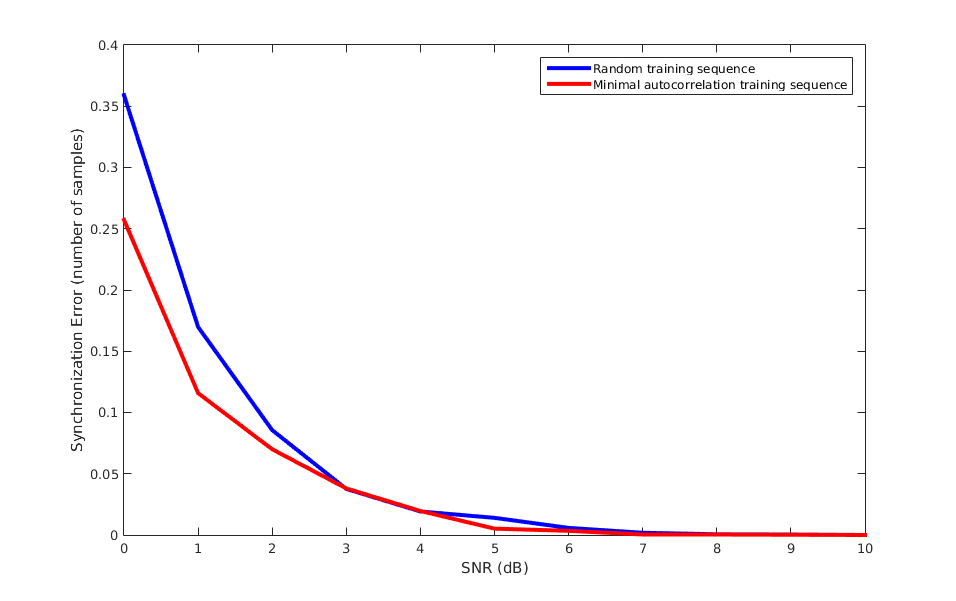 Random training sequence
Minimal autocorrelation training sequence
Synchronization Error (number of samples)
0.4
0.35
0.3
0.25
0.2
0.15
0.1
0.05
0
0 1 2 3 4 5 6 7 8 9 10
SNR (dB)